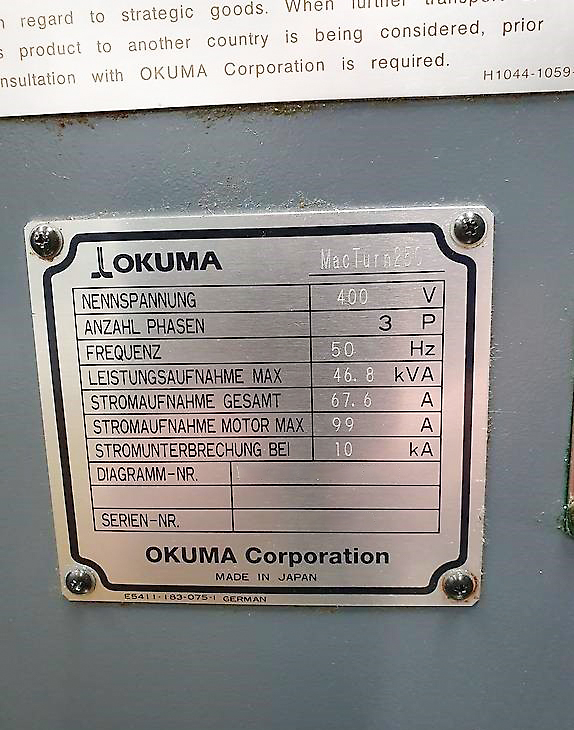 regard to strategic goods. When further transport
product to another country is being considered, prior
consultation with OKUMA Corporation is required.
H1044-1059-
OKUMA MacTurn250
NENNSPANNUNG 400 V
ANZAHL PHASEN 3 P
FREQUENZ 50 Hz
LEISTUNGSAUFNAHME MAX 46.8 kVA
STROMAUFNAHME GESAMT 67.6 A
STROMAUFNAHME MOTOR MAX 99 A
STROMUNTERBRECHUNG BEI 10 kA
DIAGRAMM-NR.
SERIEN-NR.
OKUMA Corporation
MADE IN JAPAN
E5411-183-075-1 GERMAN